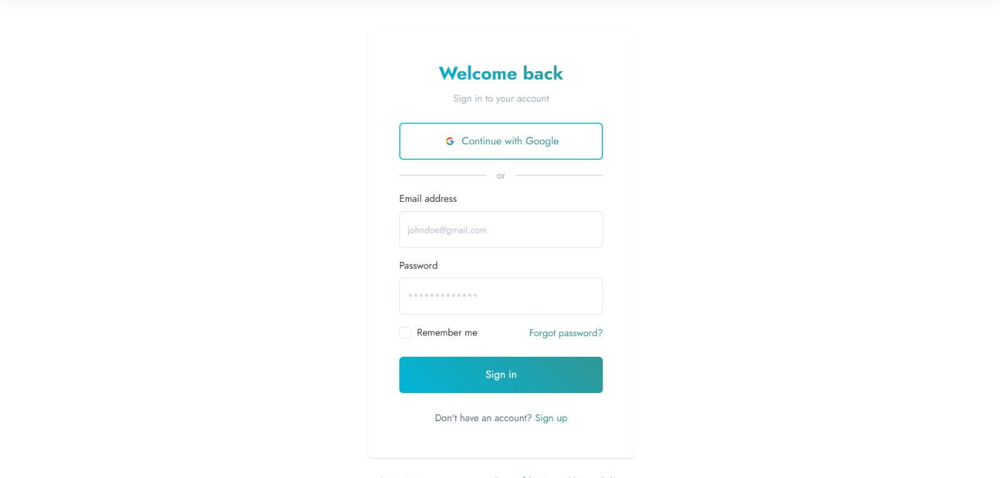 Welcome back
Sign in to your account
Continue with Google
or
Email address
johndoe@gmail.com
Password
*************
Remember me
Forgot password?
Sign in
Don't have an account? Sign up